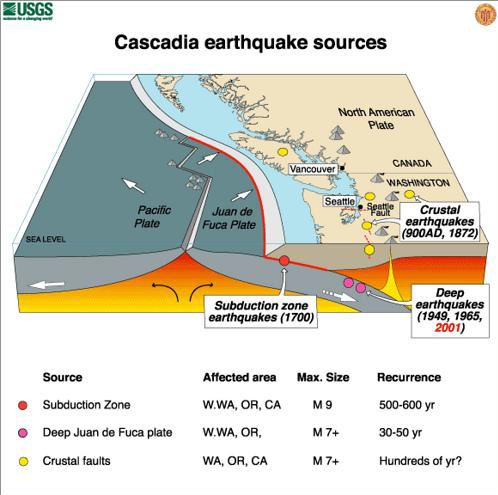 USGS
science for a changing world
Cascadia earthquake sources
North American
Plate
CANADA
Vancouver
WASHINGTON
Seattle
Seattle
Fault
Crustal
earthquakes
(900AD, 1872)
Pacific
Plate
Juan de
Fuca Plate
SEA LEVEL
Subduction zone
earthquakes (1700)
Deep
earthquakes
(1949, 1965,
2001)
Source Affected area Max. Size Recurrence
Subduction Zone W.WA, OR, CA M 9 500-600 yr
Deep Juan de Fuca plate W.WA, OR, M 7+ 30-50 yr
Crustal faults WA, OR, CA M 7+ Hundreds of yr?